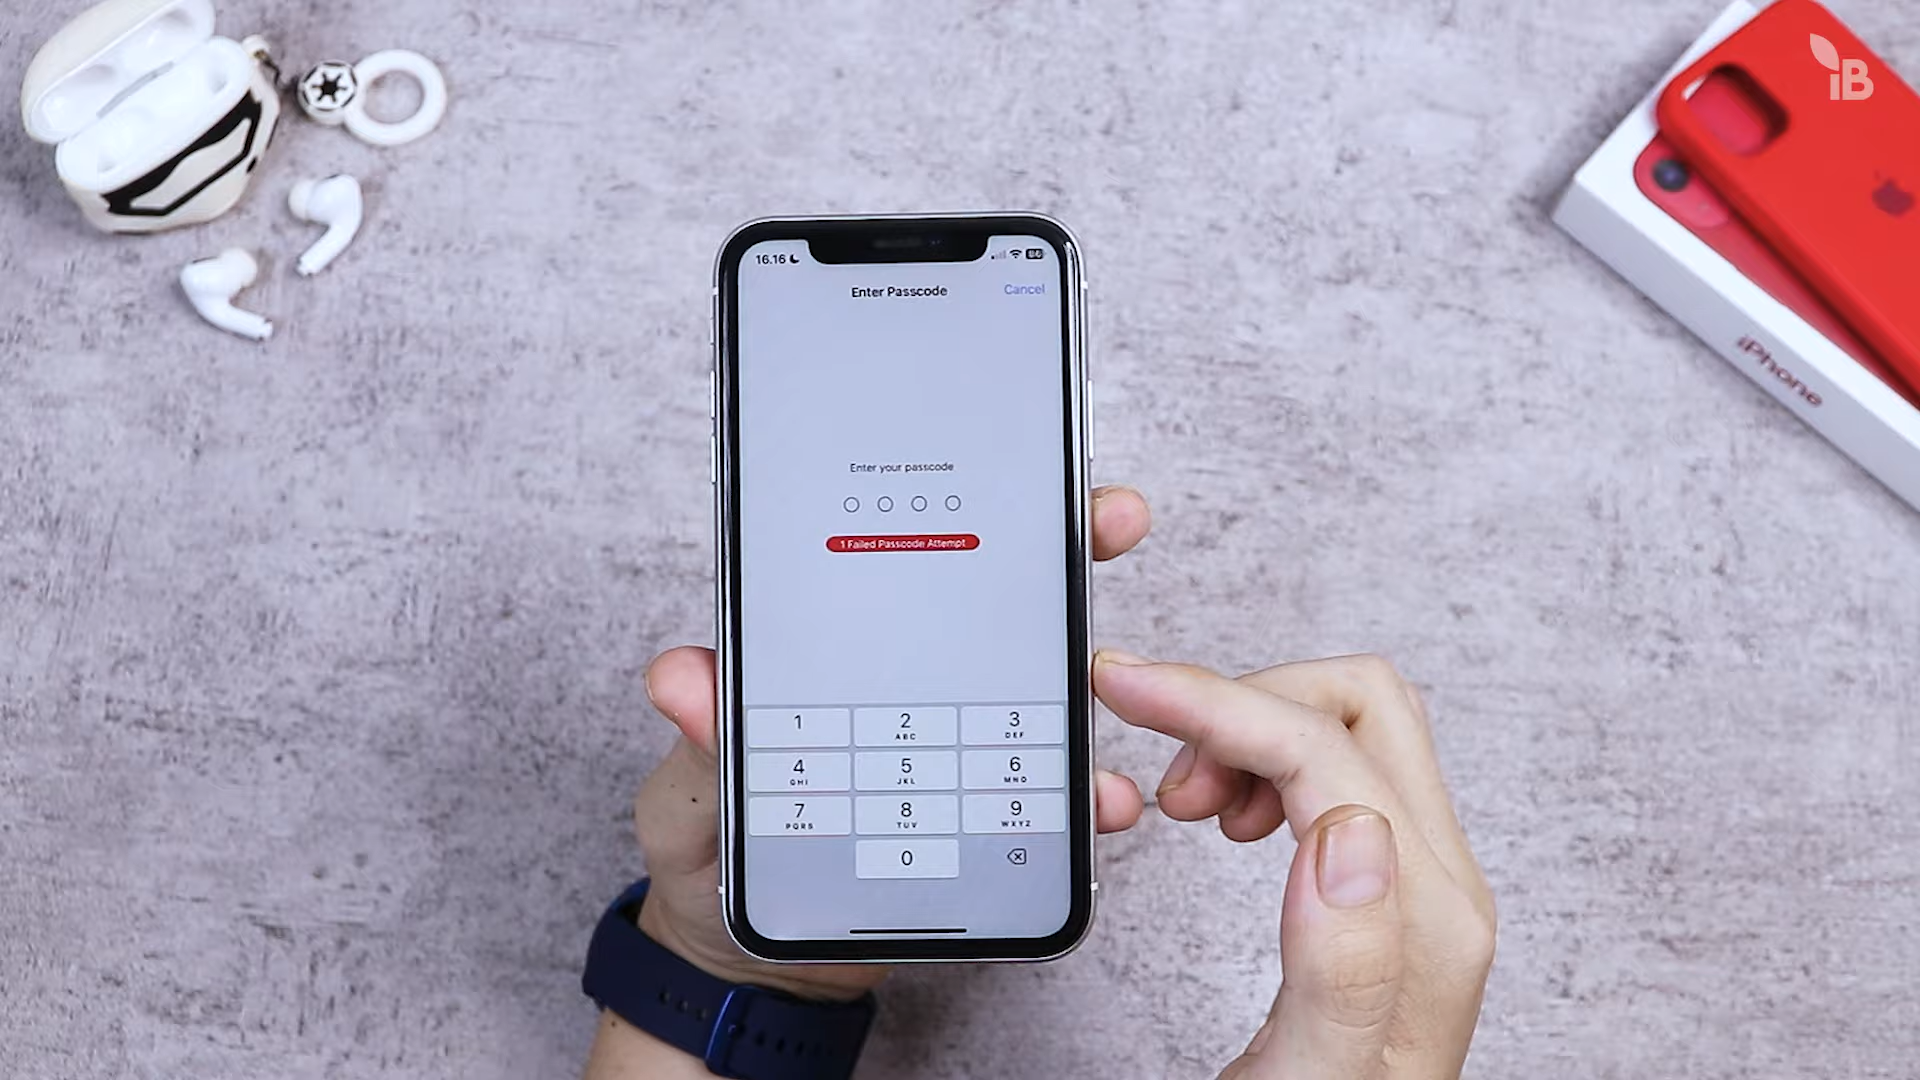 iB
16.16
Enter Passcode
Cancel
Enter your passcode
1 Failed Passcode Attempt
iPhone
1
2
ABC
3
DEF
4
GHI
5
JKL
6
MNO
7
PQRS
8
TUV
9
WXYZ
0